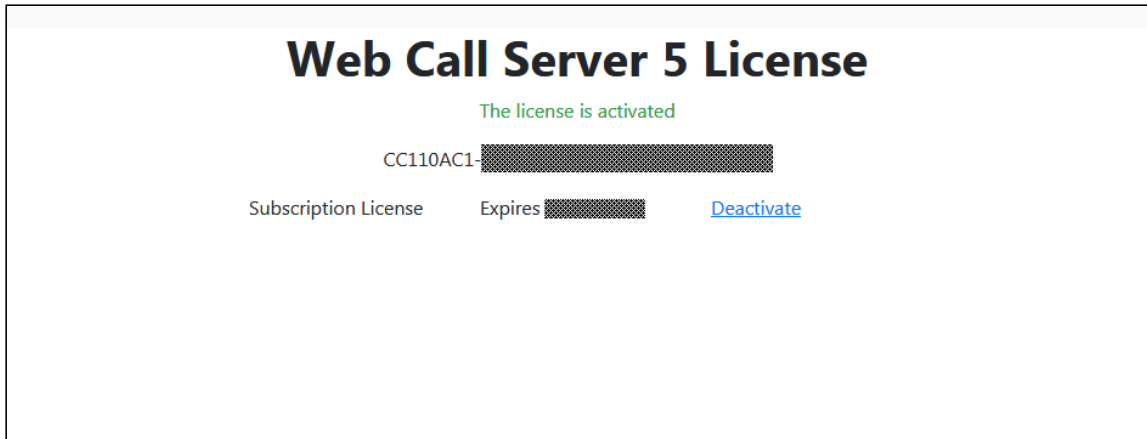 Web Call Server 5 License
The license is activated
CC110AC1-
Subscription License Expires Deactivate